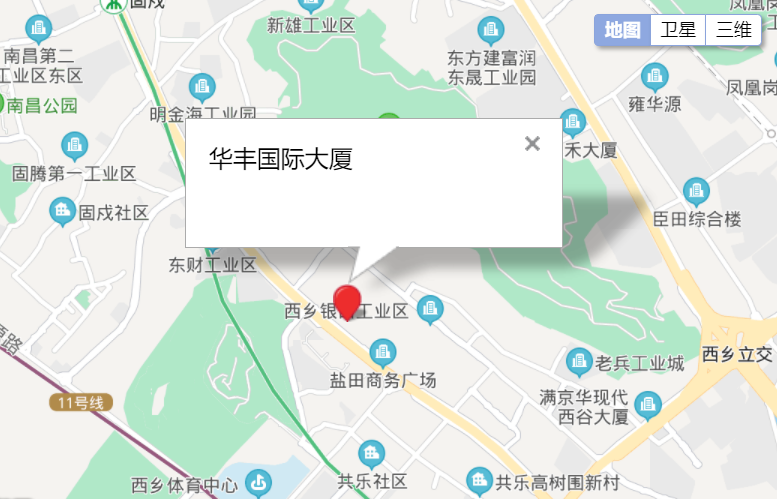 固戍
新雄工业区
地图
卫星
三维
凤凰岗
工业区
南昌第二
工业区东区
南昌公园
东方建富润
东晟工业园
雍华源
凤凰岗
明金海工业园
禾大厦
华丰国际大厦
固腾第一工业区
固戍社区
臣田综合楼
东财工业区
西乡银田工业区
盐田商务广场
老兵工业城
西乡立交
满京华现代
西谷大厦
11号线
西乡体育中心
共乐社区
共乐高树围新村